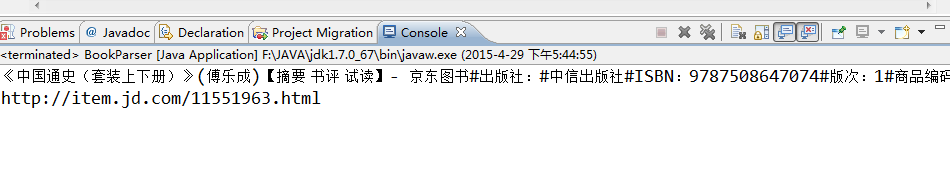 Problems @ Javadoc Declaration Project Migration Console
<terminated> BookParser [Java Application] F:\JAVA\jdk1.7.0_67\bin\javaw.exe (2015-4-29 下午5:44:55)
《中国通史（套装上下册）》(傅乐成)【摘要 书评 试读】- 京东图书#出版社：#中信出版社#ISBN：9787508647074#版次：1#商品编码
http://item.jd.com/11551963.html